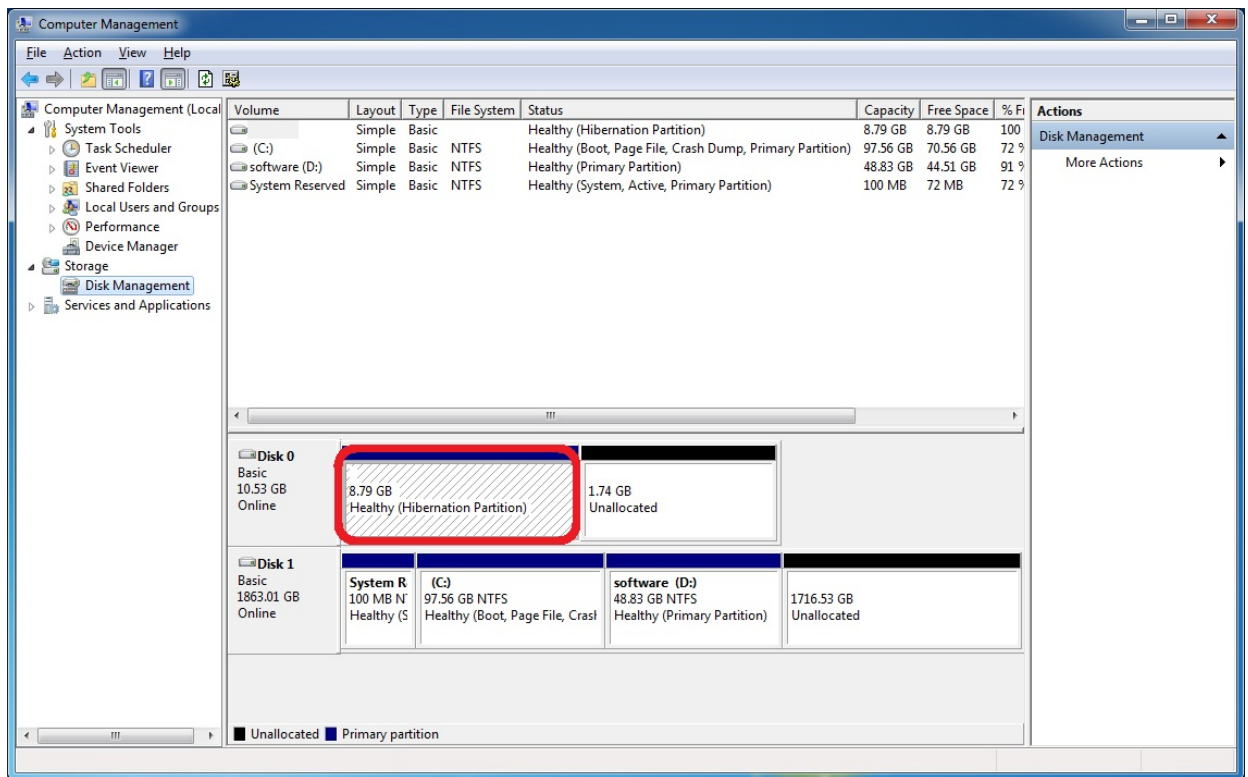 Computer Management
File Action View Help
Computer Management (Local
System Tools
Task Scheduler
Event Viewer
Shared Folders
Local Users and Groups
Performance
Device Manager
Storage
Disk Management
Services and Applications
Volume Layout Type File System Status Capacity Free Space % F
Simple Basic Healthy (Hibernation Partition) 8.79 GB 8.79 GB 100
(C:) Simple Basic NTFS Healthy (Boot, Page File, Crash Dump, Primary Partition) 97.56 GB 70.56 GB 72 %
software (D:) Simple Basic NTFS Healthy (Primary Partition) 48.83 GB 44.51 GB 91 %
System Reserved Simple Basic NTFS Healthy (System, Active, Primary Partition) 100 MB 72 MB 72 %
Actions
Disk Management
More Actions
Disk 0
Basic
10.53 GB
Online
8.79 GB
Healthy (Hibernation Partition)
1.74 GB
Unallocated
Disk 1
Basic
1863.01 GB
Online
System R
100 MB N
Healthy (S
(C:)
97.56 GB NTFS
Healthy (Boot, Page File, Crash
software (D:)
48.83 GB NTFS
Healthy (Primary Partition)
1716.53 GB
Unallocated
Unallocated Primary partition